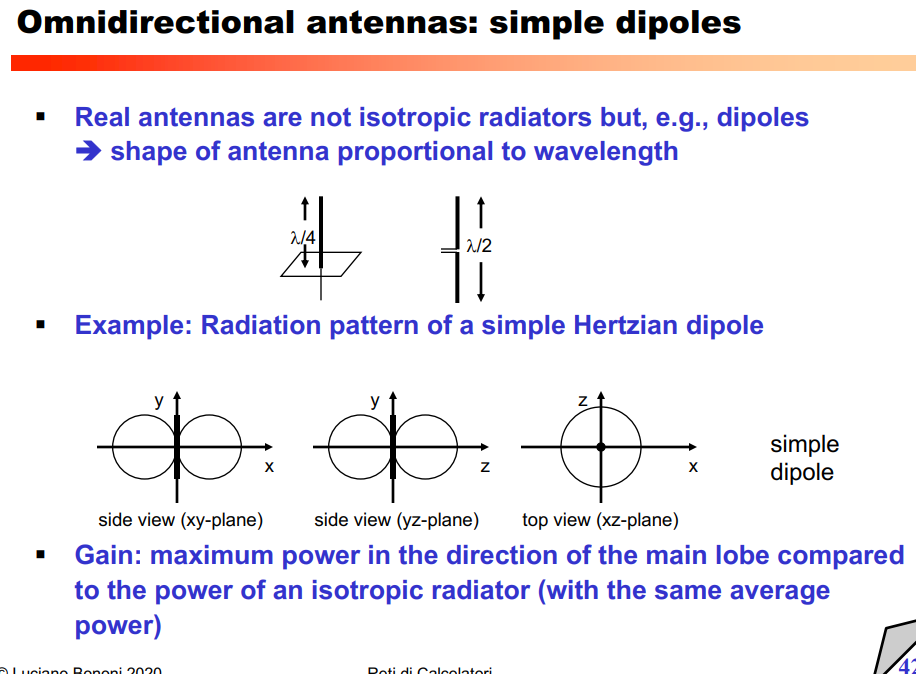 Omnidirectional antennas: simple dipoles
▪ Real antennas are not isotropic radiators but, e.g., dipoles
➔ shape of antenna proportional to wavelength
λ/4
λ/2
▪ Example: Radiation pattern of a simple Hertzian dipole
y
x
side view (xy-plane)
y
z
side view (yz-plane)
z
x
top view (xz-plane)
simple
dipole
▪ Gain: maximum power in the direction of the main lobe compared
to the power of an isotropic radiator (with the same average
power)
© Luciano Bononi 2020
Reti di Calcolatori
42